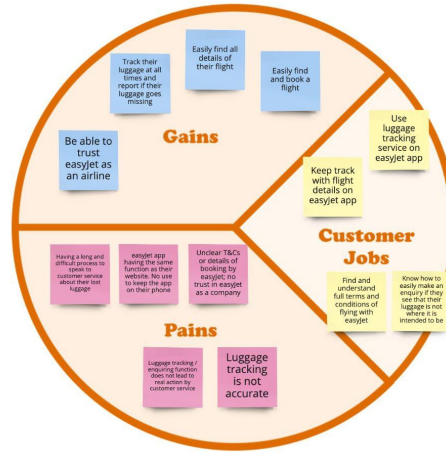 Track their
luggage at all
times and
report if their
luggage goes
missing
Easily find all
details of
their flight
Easily find
and book a
flight
Be able to
trust
easyJet as
an airline
Gains
Use
luggage
tracking
service on
easyJet app
Keep track
with flight
details on
easyJet app
Customer
Jobs
Find and
understand
full terms and
conditions of
flying with
easyJet
Know how to
easily make an
enquiry if they
see that their
luggage is not
where it is
intended to be
Having a long and
difficult process to
speak to
customer service
about their lost
luggage
easyJet app
having the same
function as their
website. No use
to keep the app
on their phone
Unclear T&Cs
or details of
booking by
easyJet; no
trust in easyJet
as a company
Pains
Luggage tracking /
enquiring function
does not lead to
real action by
customer service
Luggage
tracking
is not
accurate